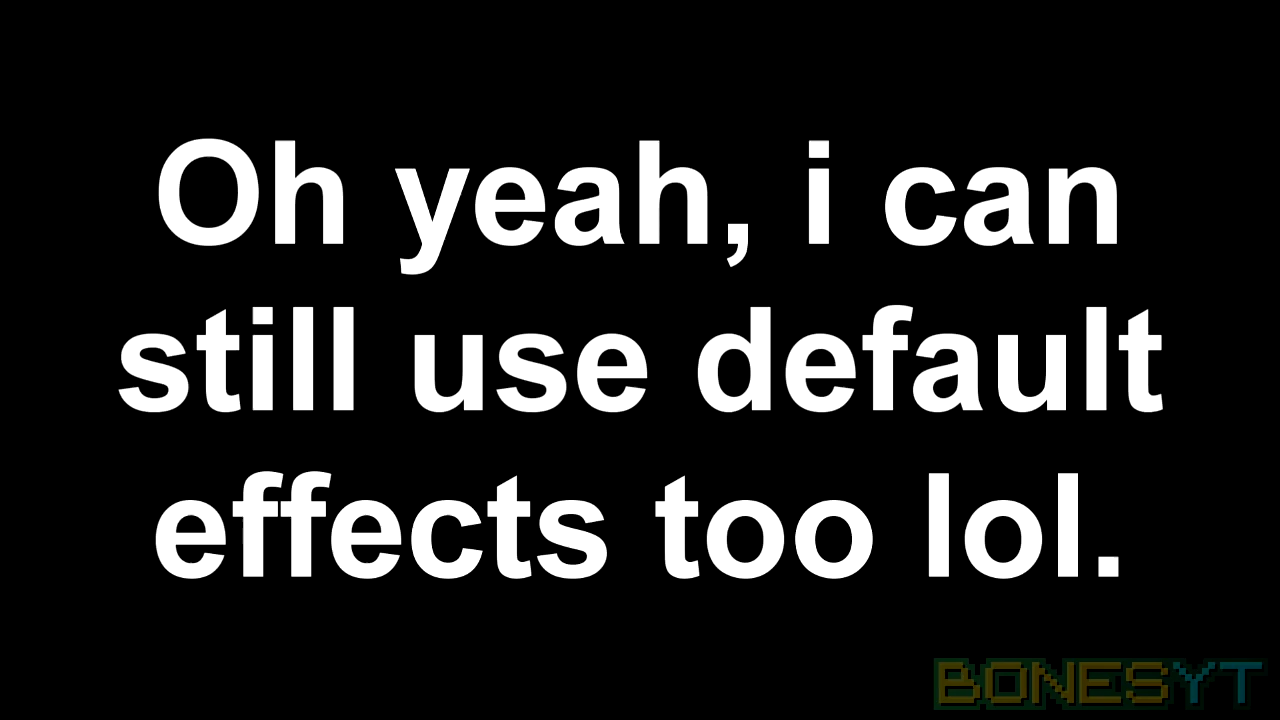 Oh yeah, i can
still use default
effects too lol.
BONESYT